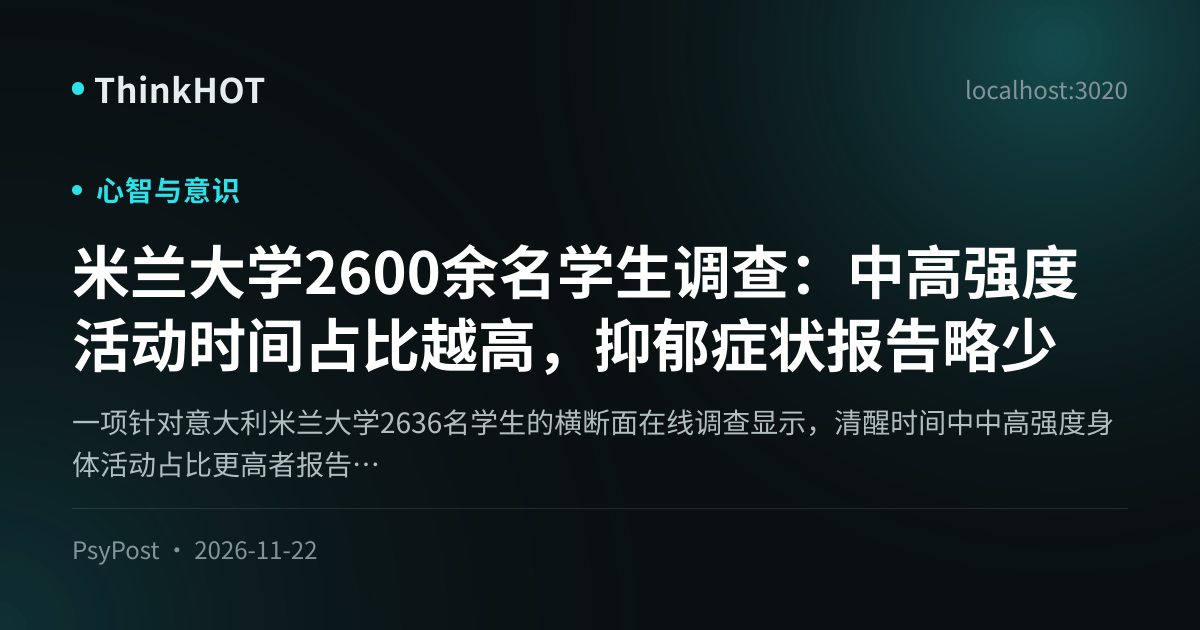 ThinkHOT
localhost:3020
心智与意识
米兰大学2600余名学生调查：中高强度
活动时间占比越高，抑郁症状报告略少
一项针对意大利米兰大学2636名学生的横断面在线调查显示，清醒时间中中高强度身
体活动占比更高者报告…
PsyPost · 2026-11-22